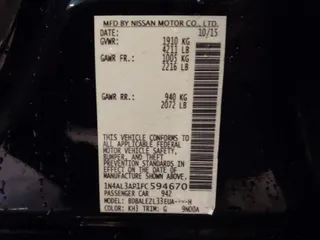 MFD BY NISSAN MOTOR CO., LTD.
DATE: 10/15
GVWR: 1910 KG
4211 LB
GAWR FR: 1005 KG
2216 LB
GAWR RR: 940 KG
2072 LB
THIS VEHICLE CONFORMS TO ALL
APPLICABLE FEDERAL MOTOR
VEHICLE SAFETY, BUMPER, AND THEFT
PREVENTION STANDARDS IN EFFECT
ON THE DATE OF MANUFACTURE
SHOWN ABOVE.
1N4AL3AP1FC594670
PASSENGER CAR 942
MODEL: BDBALEZL33EUA----H
COLOR: KH3 TRIM: G 9N00A